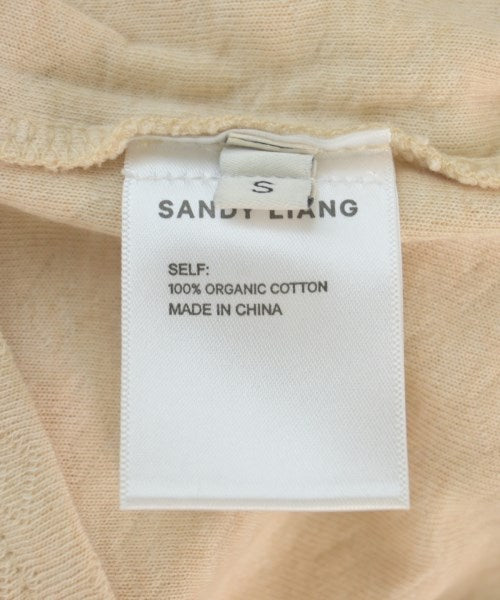 S
SANDY LIANG
SELF:
100% ORGANIC COTTON
MADE IN CHINA